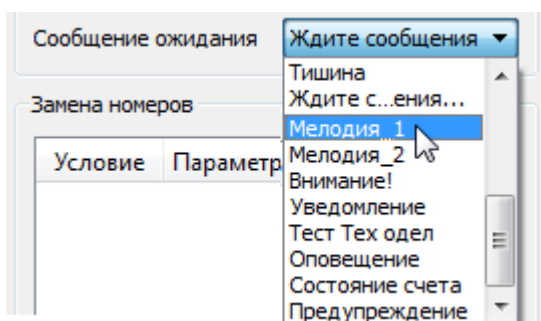 Сообщение ожидания Ждите сообщения
Тишина
Ждите с...ения...
Замена номеров
Мелодия_1
Условие Параметр Мелодия_2
Внимание!
Уведомление
Тест Тех одел
Оповещение
Состояние счета
Предупреждение